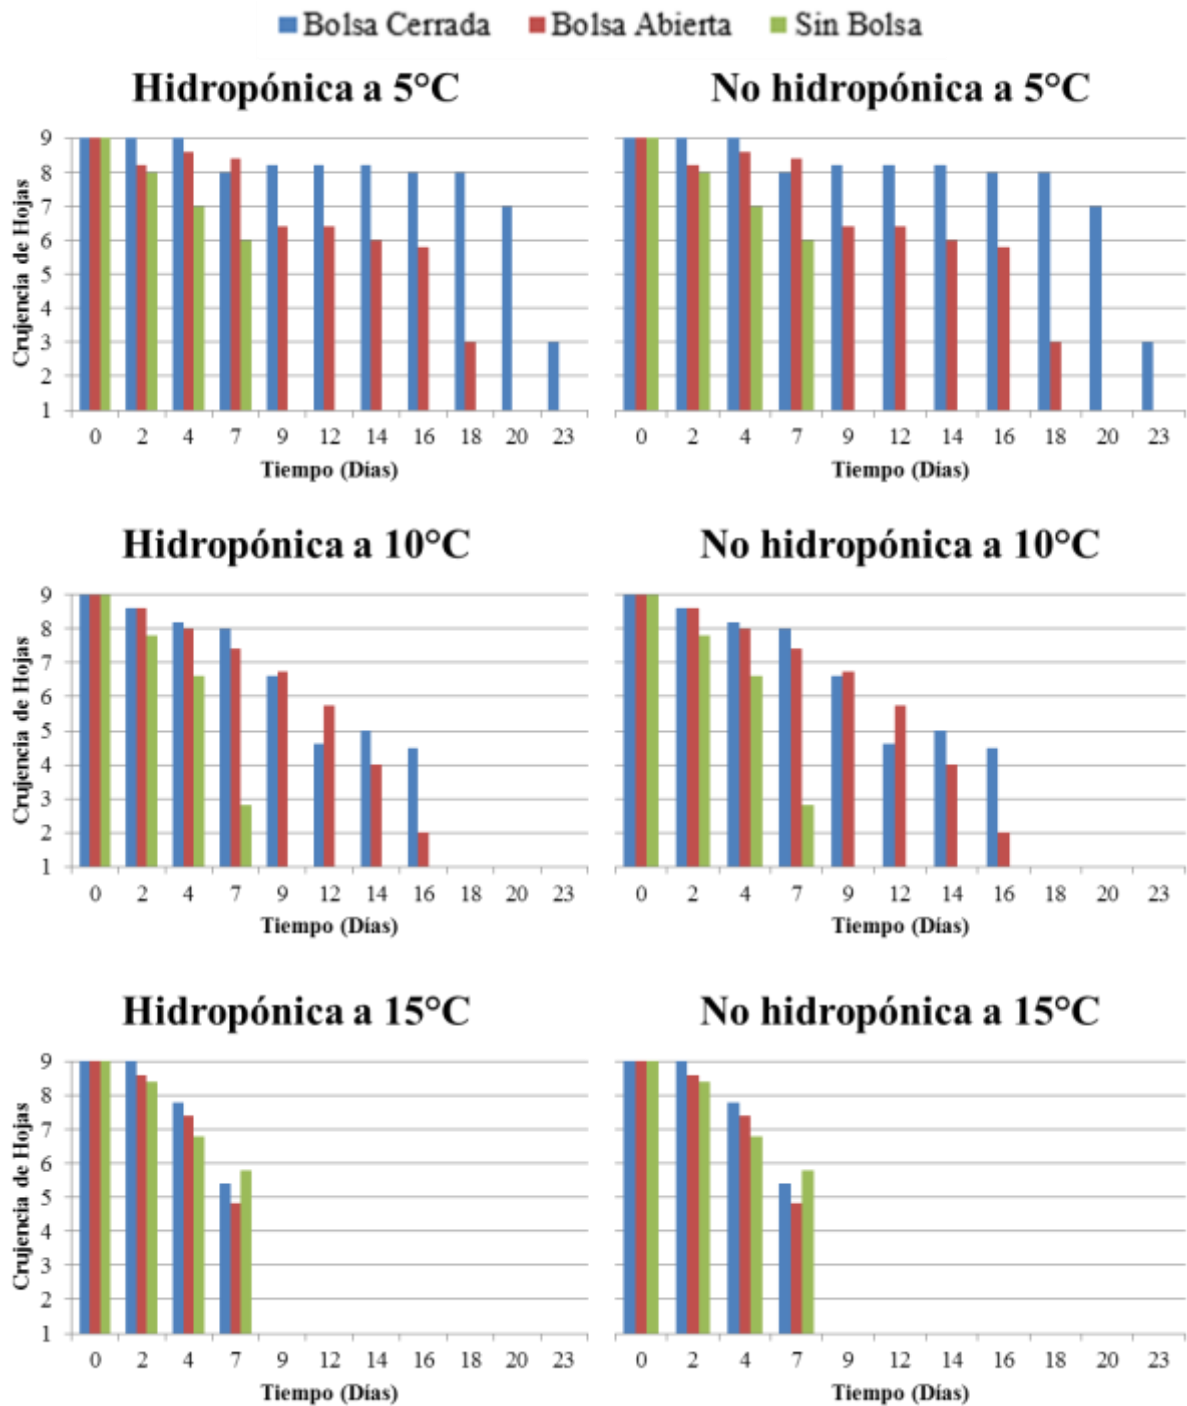 Bolsa Cerrada Bolsa Abierta Sin Bolsa
Hidropónica a 5°C
9
8
7
6
5
4
3
2
1
Crujencia de Hojas
0 2 4 7 9 12 14 16 18 20 23
Tiempo (Días)
No hidropónica a 5°C
0 2 4 7 9 12 14 16 18 20 23
Tiempo (Días)
Hidropónica a 10°C
9
8
7
6
5
4
3
2
1
Crujencia de Hojas
0 2 4 7 9 12 14 16 18 20 23
Tiempo (Días)
No hidropónica a 10°C
0 2 4 7 9 12 14 16 18 20 23
Tiempo (Días)
Hidropónica a 15°C
9
8
7
6
5
4
3
2
1
Crujencia de Hojas
0 2 4 7 9 12 14 16 18 20 23
Tiempo (Días)
No hidropónica a 15°C
0 2 4 7 9 12 14 16 18 20 23
Tiempo (Días)